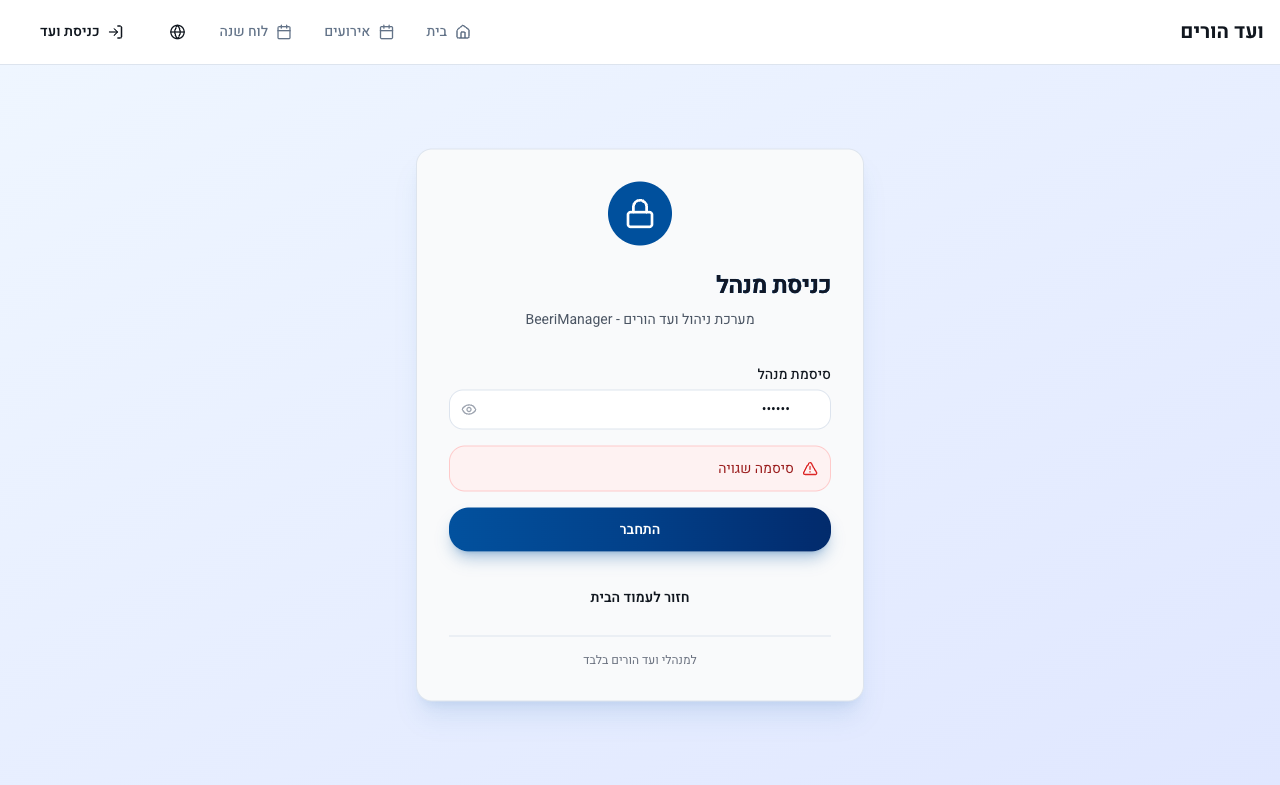 ועד הורים
בית
אירועים
לוח שנה
כניסת ועד
כניסת מנהל
מערכת ניהול ועד הורים - BeeriManager
סיסמת מנהל
••••••
סיסמה שגויה
התחבר
חזור לעמוד הבית
למנהלי ועד הורים בלבד